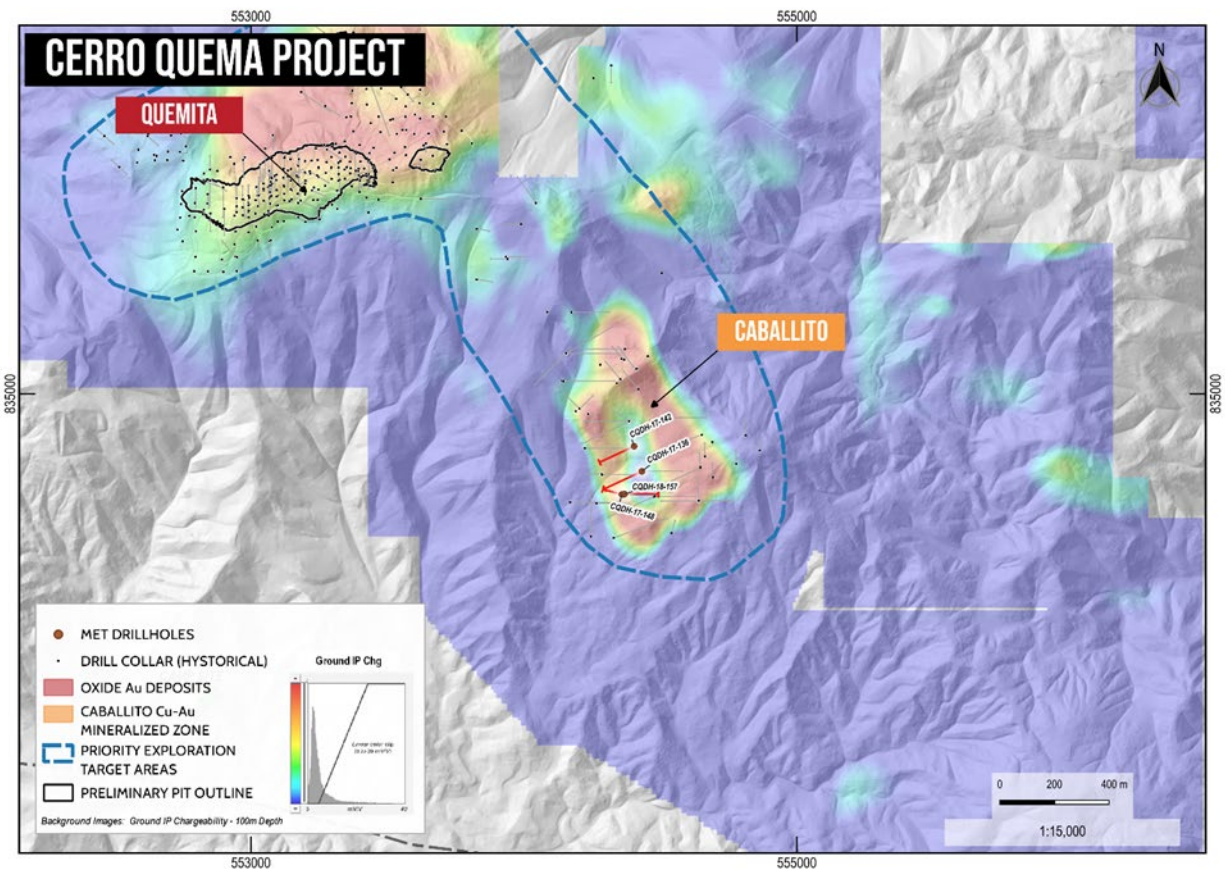 553000
555000
CERRO QUEMA PROJECT
N
QUEMITA
CABALLITO
835000
835000
CQDH-17-142
CQDH-17-136
CQDH-18-157
CQDH-17-148
MET DRILLHOLES
DRILL COLLAR (HYSTORICAL)
OXIDE Au DEPOSITS
CABALLITO Cu-Au
MINERALIZED ZONE
PRIORITY EXPLORATION
TARGET AREAS
PRELIMINARY PIT OUTLINE
Ground IP Chg
Background Images: Ground IP Chargeability - 100m Depth
0 200 400 m
1:15,000
553000
555000